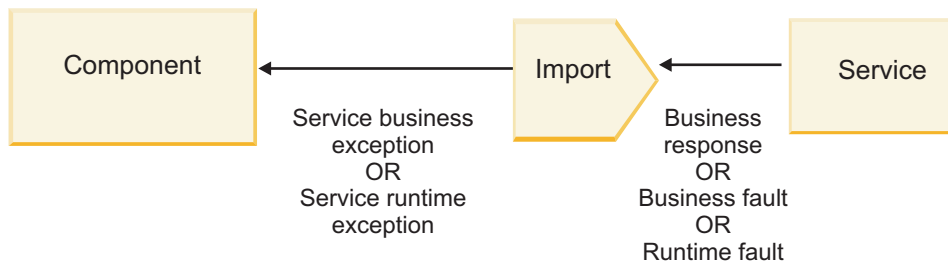 Component
Import
Service
Service business
exception
OR
Service runtime
exception
Business
response
OR
Business fault
OR
Runtime fault